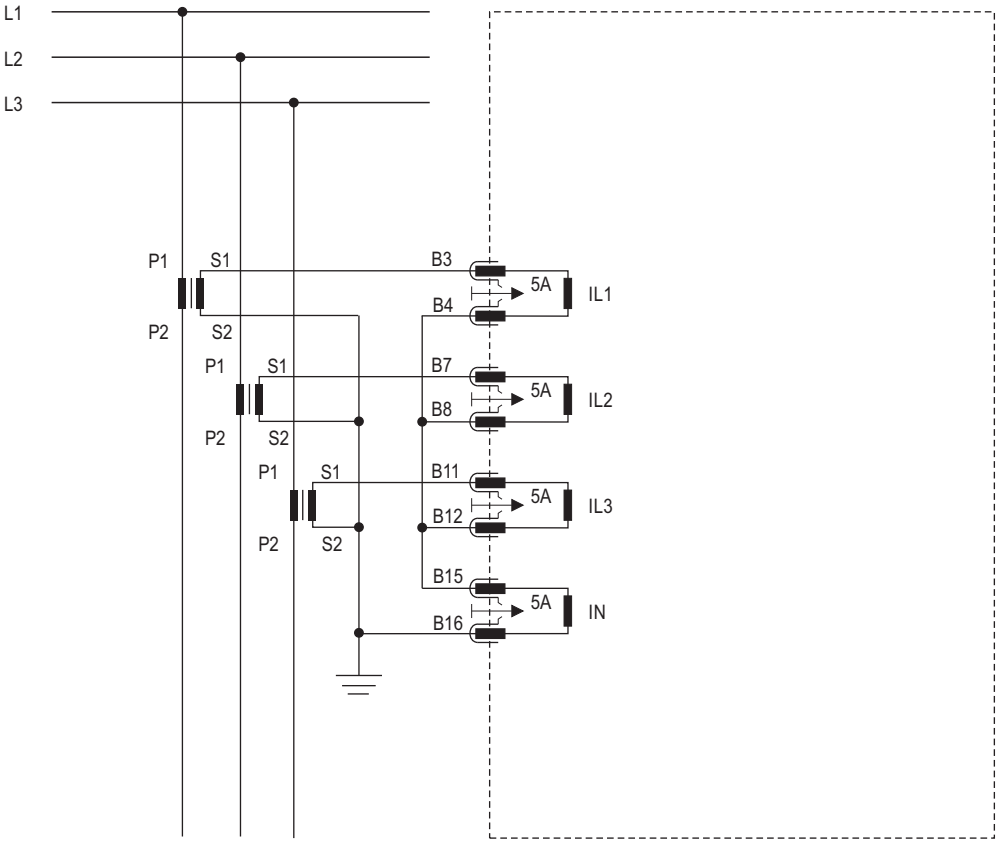 L1
L2
L3
P1 S1 B3
5A IL1
B4
P2 S2
P1 S1 B7
5A IL2
B8
P2 S2
P1 S1 B11
5A IL3
B12
P2 S2
B15
5A IN
B16